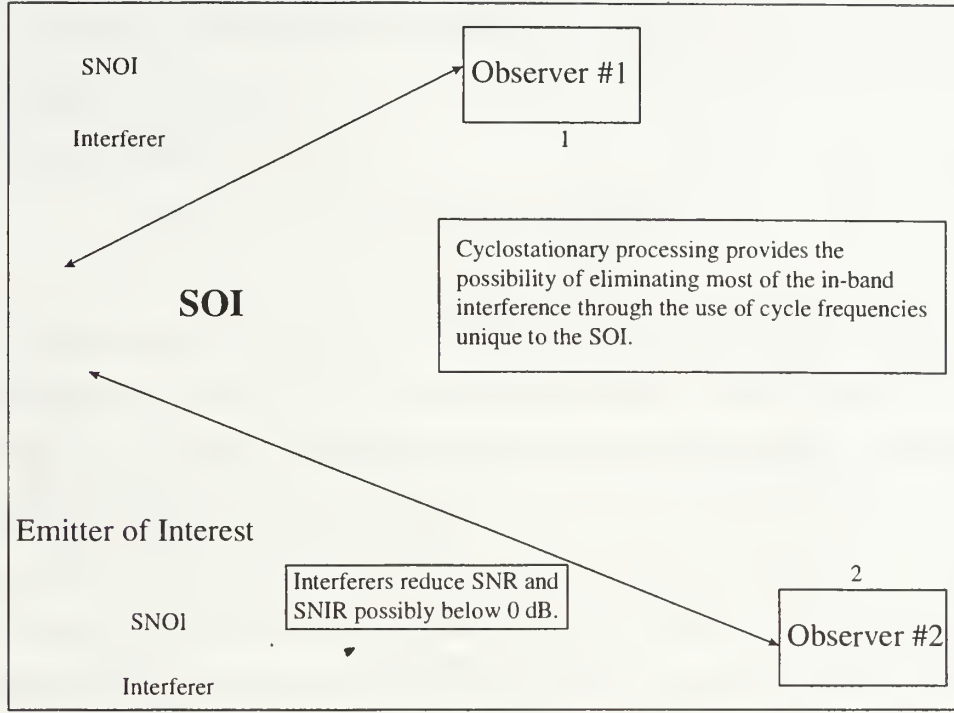 SNOI
Observer #1
Interferer
1
Cyclostationary processing provides the
possibility of eliminating most of the in-band
interference through the use of cycle frequencies
unique to the SOI.
SOI
Emitter of Interest
Interferers reduce SNR and
SNIR possibly below 0 dB.
2
SNOI
Observer #2
Interferer